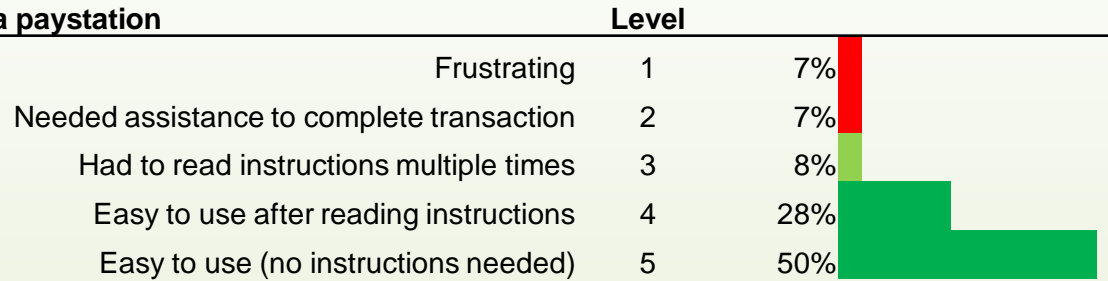 a paystation Level
Frustrating 1 7%
Needed assistance to complete transaction 2 7%
Had to read instructions multiple times 3 8%
Easy to use after reading instructions 4 28%
Easy to use (no instructions needed) 5 50%